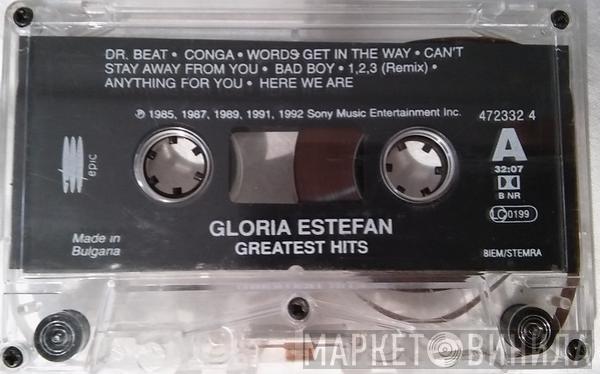 DR. BEAT • CONGA • WORDS GET IN THE WAY • CAN'T
STAY AWAY FROM YOU • BAD BOY • 1,2,3 (Remix) •
ANYTHING FOR YOU • HERE WE ARE
℗ 1985, 1987, 1989, 1991, 1992 Sony Music Entertainment Inc.
472332 4
A
32:07
B NR
LC 0199
epic
GLORIA ESTEFAN
GREATEST HITS
Made in
Bulgaria
BIEM/STEMRA
МАРКЕТ ВИНИЛА